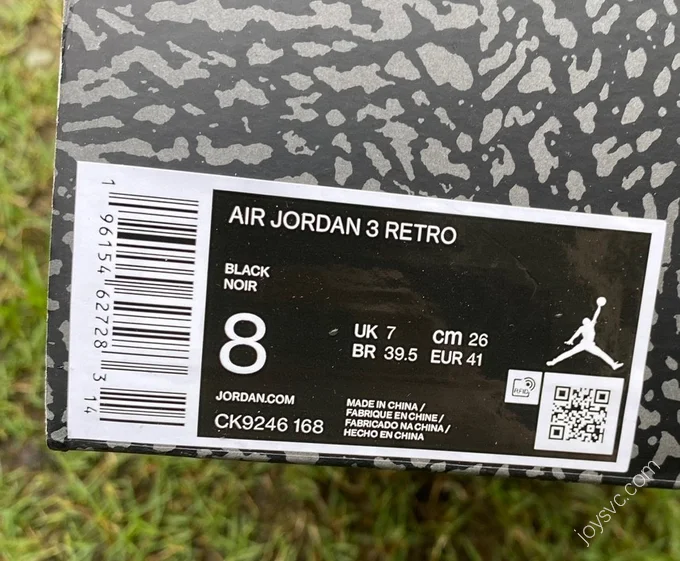 AIR JORDAN 3 RETRO
BLACK
NOIR
8
UK 7 cm 26
BR 39.5 EUR 41
JORDAN.COM
CK9246 168
MADE IN CHINA /
FABRIQUE EN CHINE /
FABRICADO NA CHINA /
HECHO EN CHINA
RFID
1 96154 62728 3 14
joysvc.com